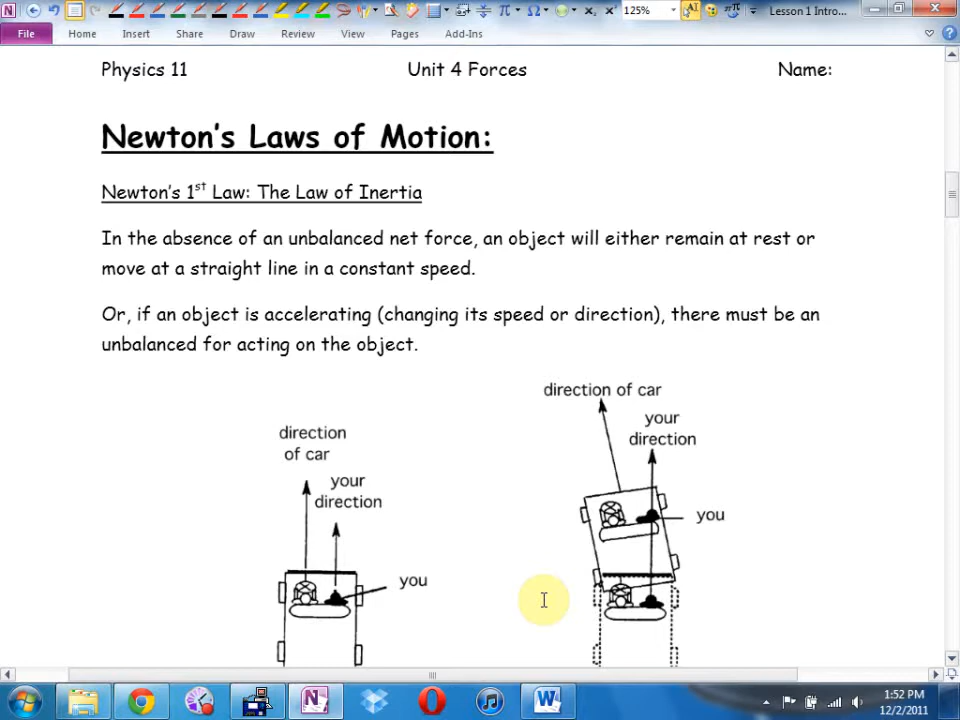 125%
Lesson 1 Intro...
File Home Insert Share Draw Review View Pages Add-Ins
Physics 11 Unit 4 Forces Name:
Newton's Laws of Motion:
Newton's 1st Law: The Law of Inertia
In the absence of an unbalanced net force, an object will either remain at rest or
move at a straight line in a constant speed.
Or, if an object is accelerating (changing its speed or direction), there must be an
unbalanced for acting on the object.
direction
of car
your
direction
you
direction of car
your
direction
you
1:52 PM
12/2/2011